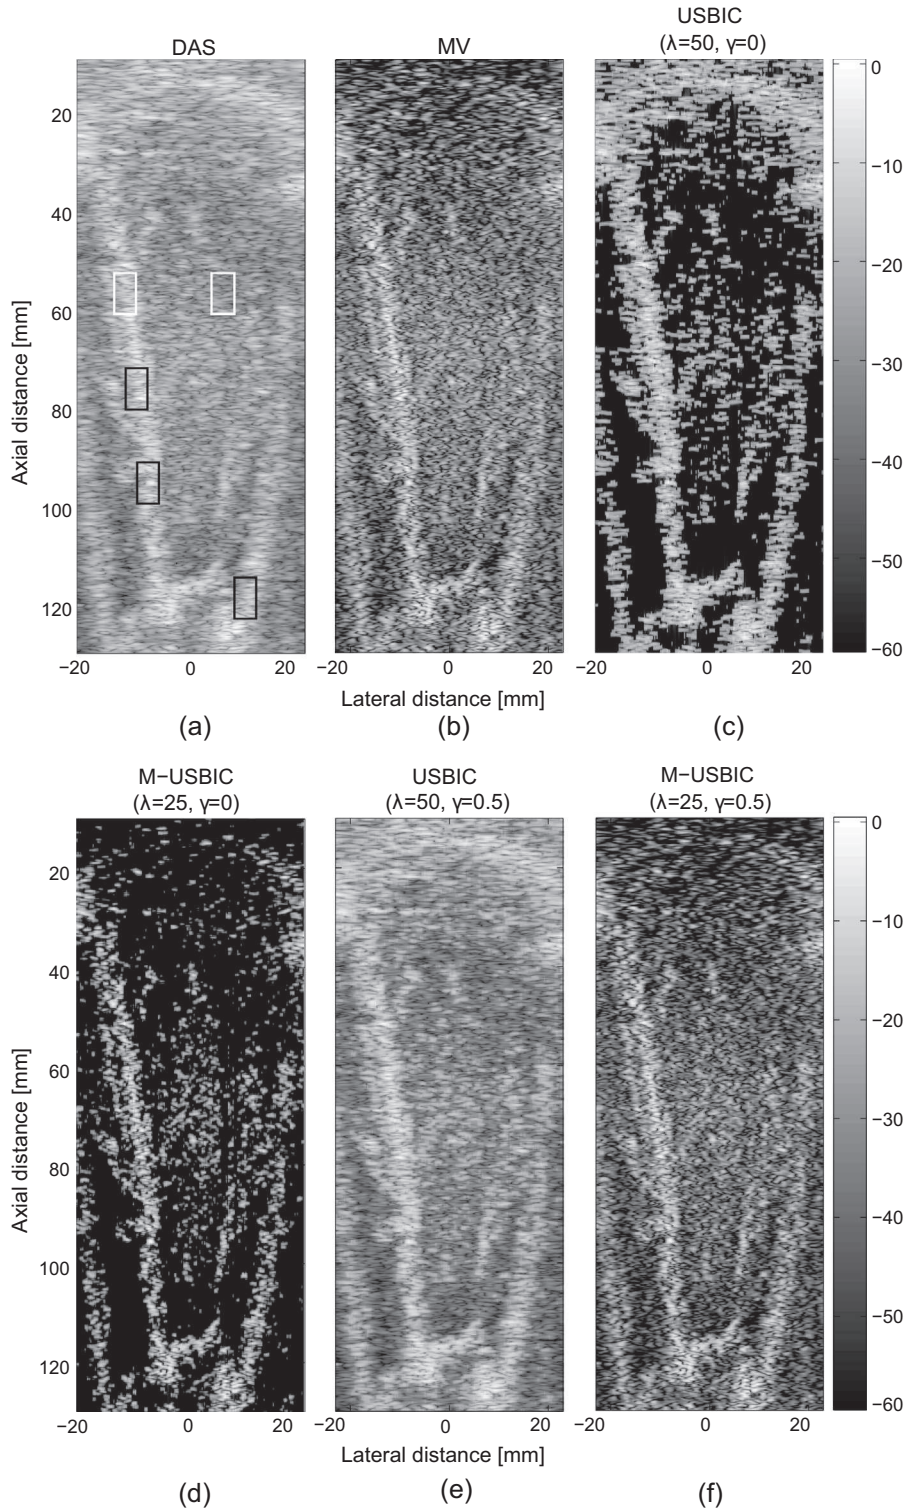 DAS
MV
USBIC
(λ=50, γ=0)
20
40
60
80
100
120
Axial distance [mm]
−20
0
20
−20
0
20
−20
0
20
0
−10
−20
−30
−40
−50
−60
Lateral distance [mm]
(a)
(b)
(c)
M−USBIC
(λ=25, γ=0)
USBIC
(λ=50, γ=0.5)
M−USBIC
(λ=25, γ=0.5)
20
40
60
80
100
120
Axial distance [mm]
−20
0
20
−20
0
20
−20
0
20
0
−10
−20
−30
−40
−50
−60
Lateral distance [mm]
(d)
(e)
(f)